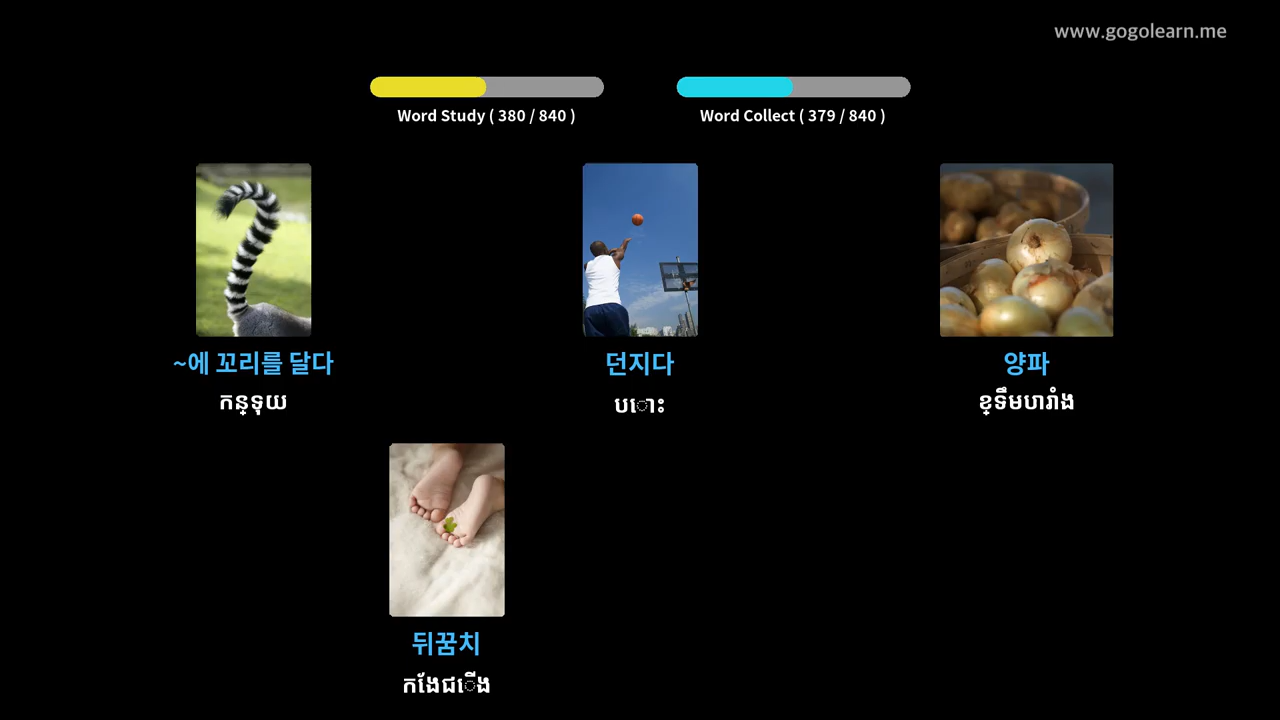 www.gogolearn.me
Word Study ( 380 / 840 )
Word Collect ( 379 / 840 )
~에 꼬리를 달다
던지다
양파
កន្ទុយ
បោះ
ខ្ទឹមបារាំង
뒤꿈치
កែងជើង